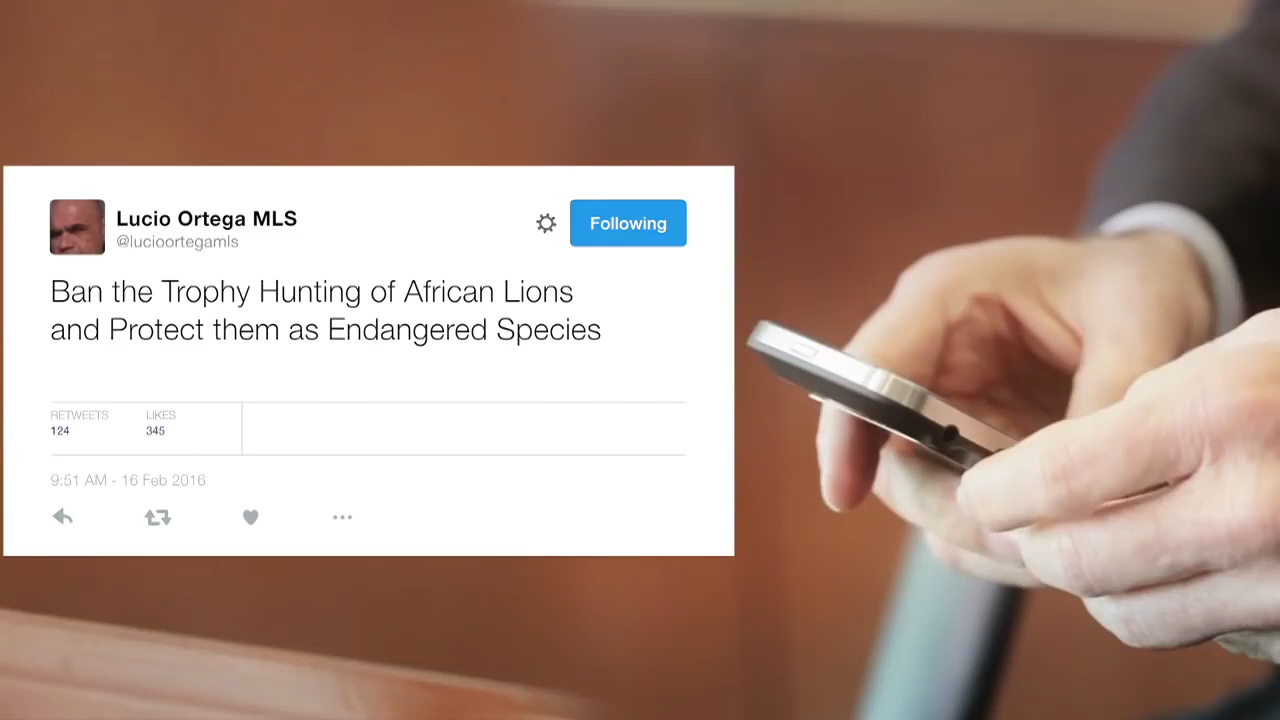 Lucio Ortega MLS
@lucioortegamls
Following
Ban the Trophy Hunting of African Lions
and Protect them as Endangered Species
RETWEETS
LIKES
124
345
9:51 AM - 16 Feb 2016